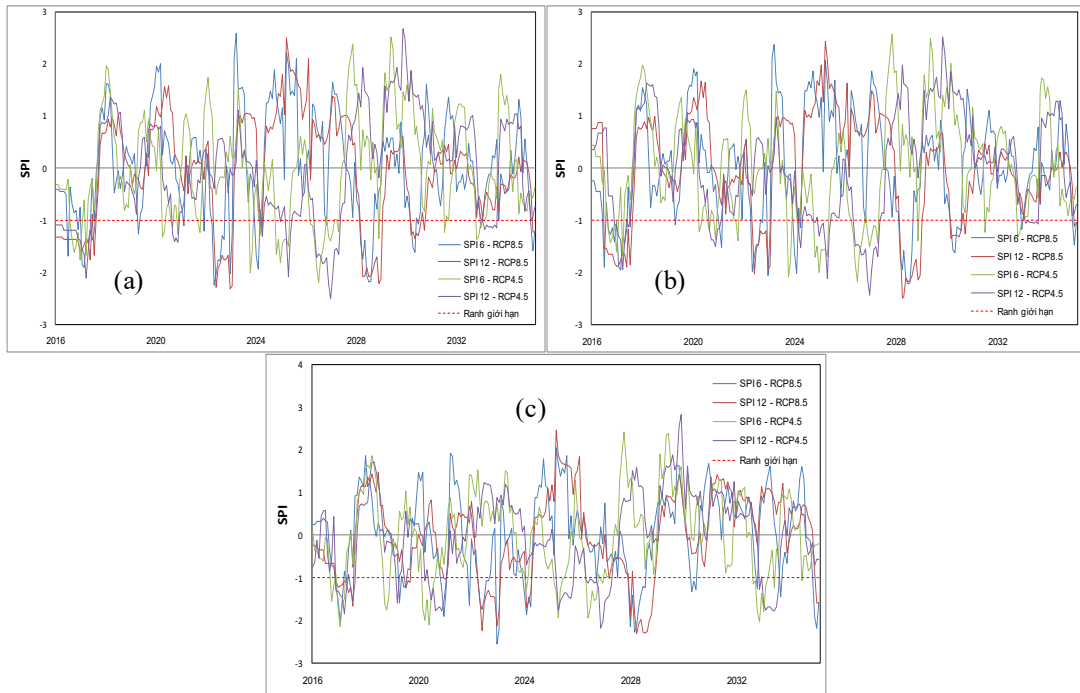 3
2
1
0
-1
-2
-3
SPI
(a)
SPI 6 - RCP8.5
SPI 12 - RCP8.5
SPI 6 - RCP4.5
SPI 12 - RCP4.5
Ranh giới hạn
2016 2020 2024 2028 2032
3
2
1
0
-1
-2
-3
SPI
(b)
SPI 6 - RCP8.5
SPI 12 - RCP8.5
SPI 6 - RCP4.5
SPI 12 - RCP4.5
Ranh giới hạn
2016 2020 2024 2028 2032
4
3
2
1
0
-1
-2
-3
SPI
(c)
SPI 6 - RCP8.5
SPI 12 - RCP8.5
SPI 6 - RCP4.5
SPI 12 - RCP4.5
Ranh giới hạn
2016 2020 2024 2028 2032